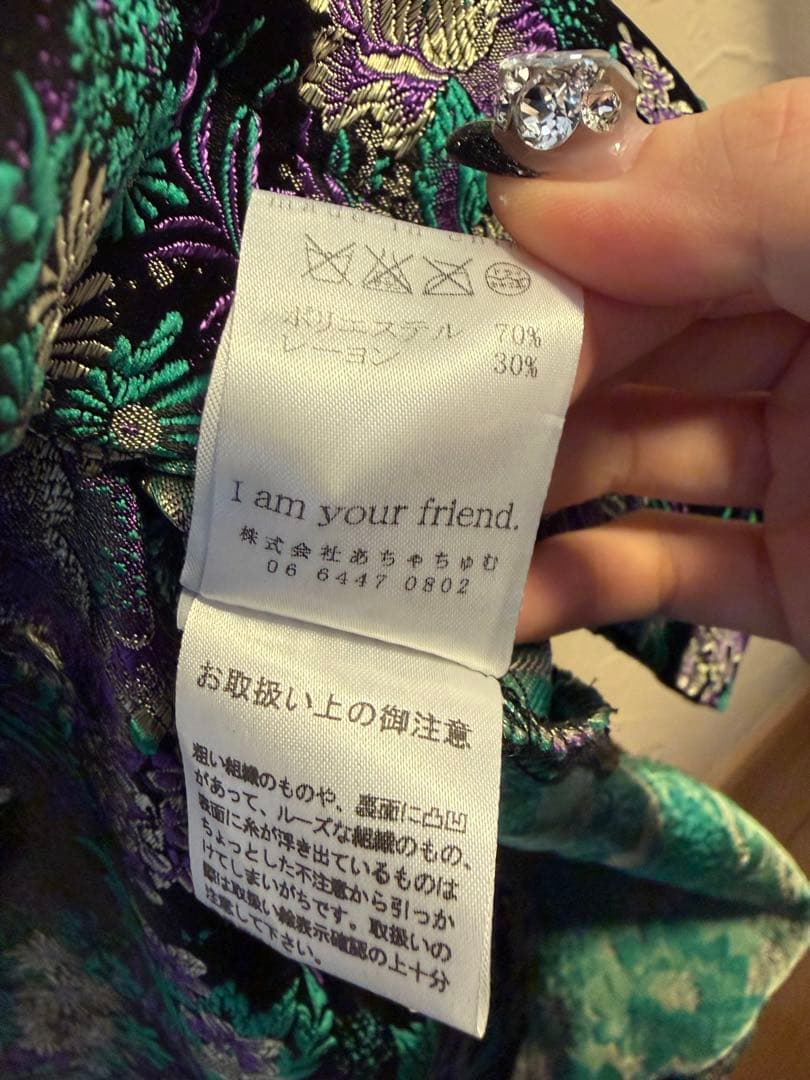 made in
ポリエステル 70%
レーヨン 30%
I am your friend.
株式会社あちゃちゅむ
06 6447 0802
お取扱い上の御注意
粗い組織のものや、裏面に凸凹
があって、ルーズな組織のもの、
表面に糸が浮き出ているものは
ちょっとした不注意から引っか
けてしまいがちです。取扱いの
際は取扱い絵表示確認の上十分
注意して下さい。